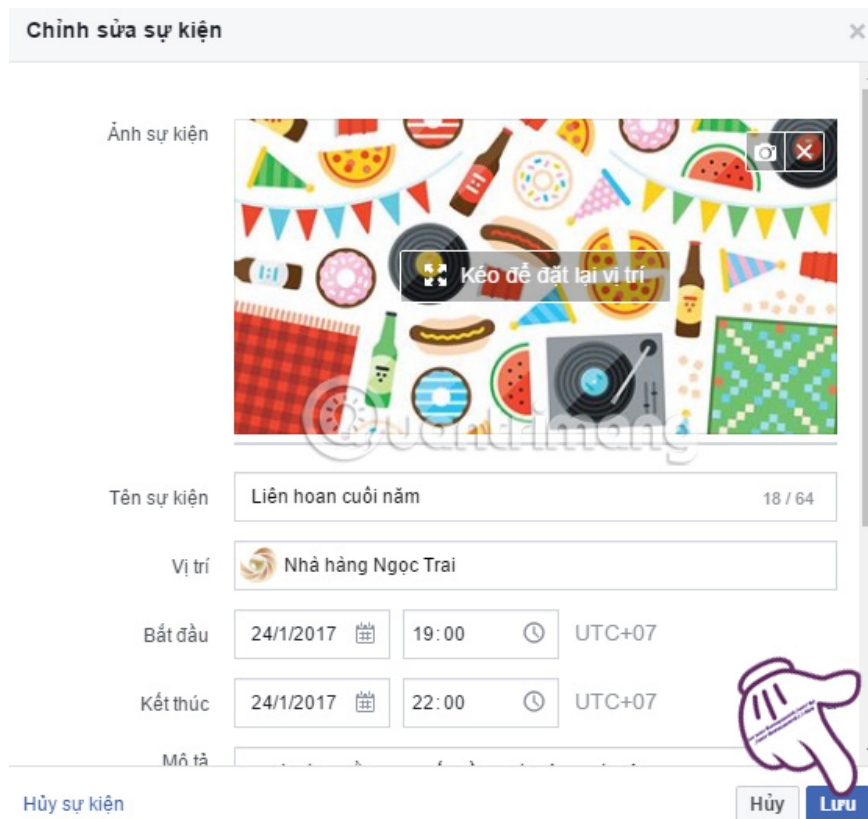 Chỉnh sửa sự kiện
Ảnh sự kiện
Kéo để đặt lại vị trí
Quantrimang
Tên sự kiện Liên hoan cuối năm 18 / 64
Vị trí Nhà hàng Ngọc Trai
Bắt đầu 24/1/2017 19:00 UTC+07
Kết thúc 24/1/2017 22:00 UTC+07
Mô tả
Hủy sự kiện Hủy Lưu